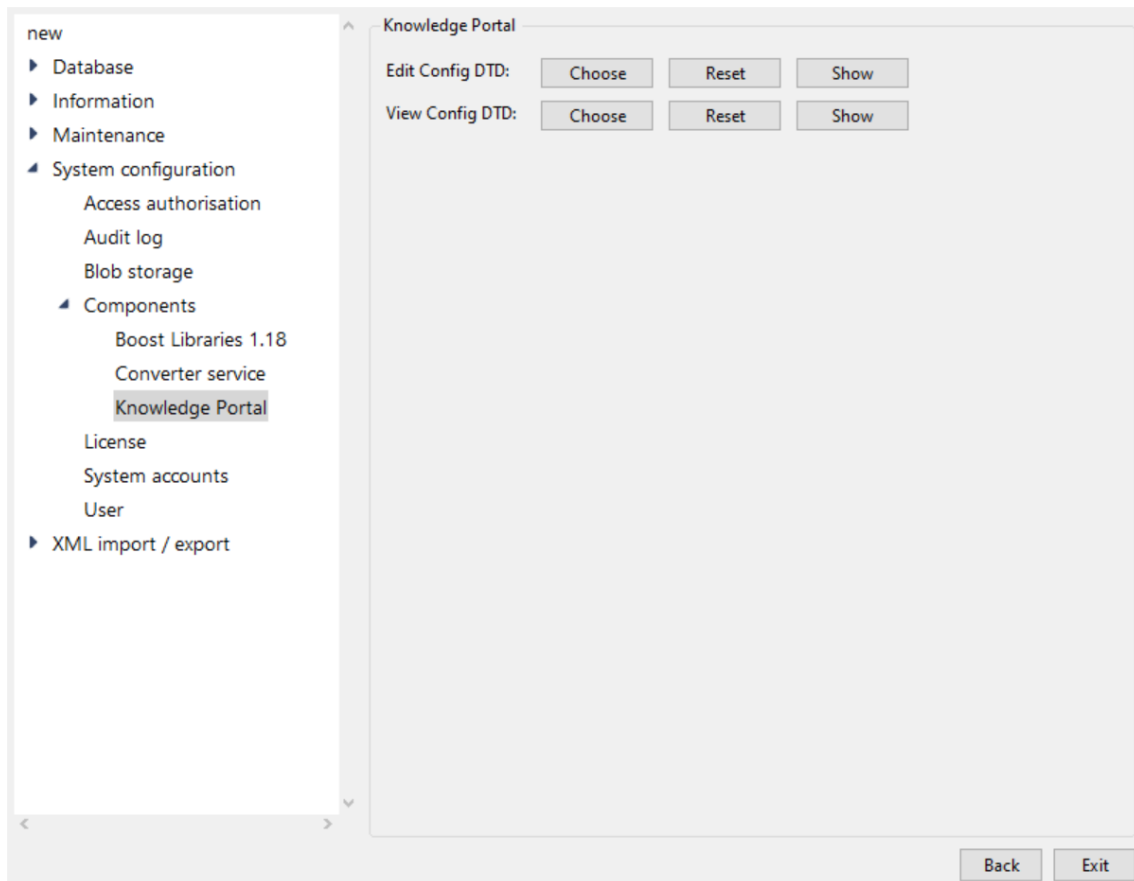 new
Database
Information
Maintenance
System configuration
Access authorisation
Audit log
Blob storage
Components
Boost Libraries 1.18
Converter service
Knowledge Portal
License
System accounts
User
XML import / export
Knowledge Portal
Edit Config DTD: Choose Reset Show
View Config DTD: Choose Reset Show
Back Exit